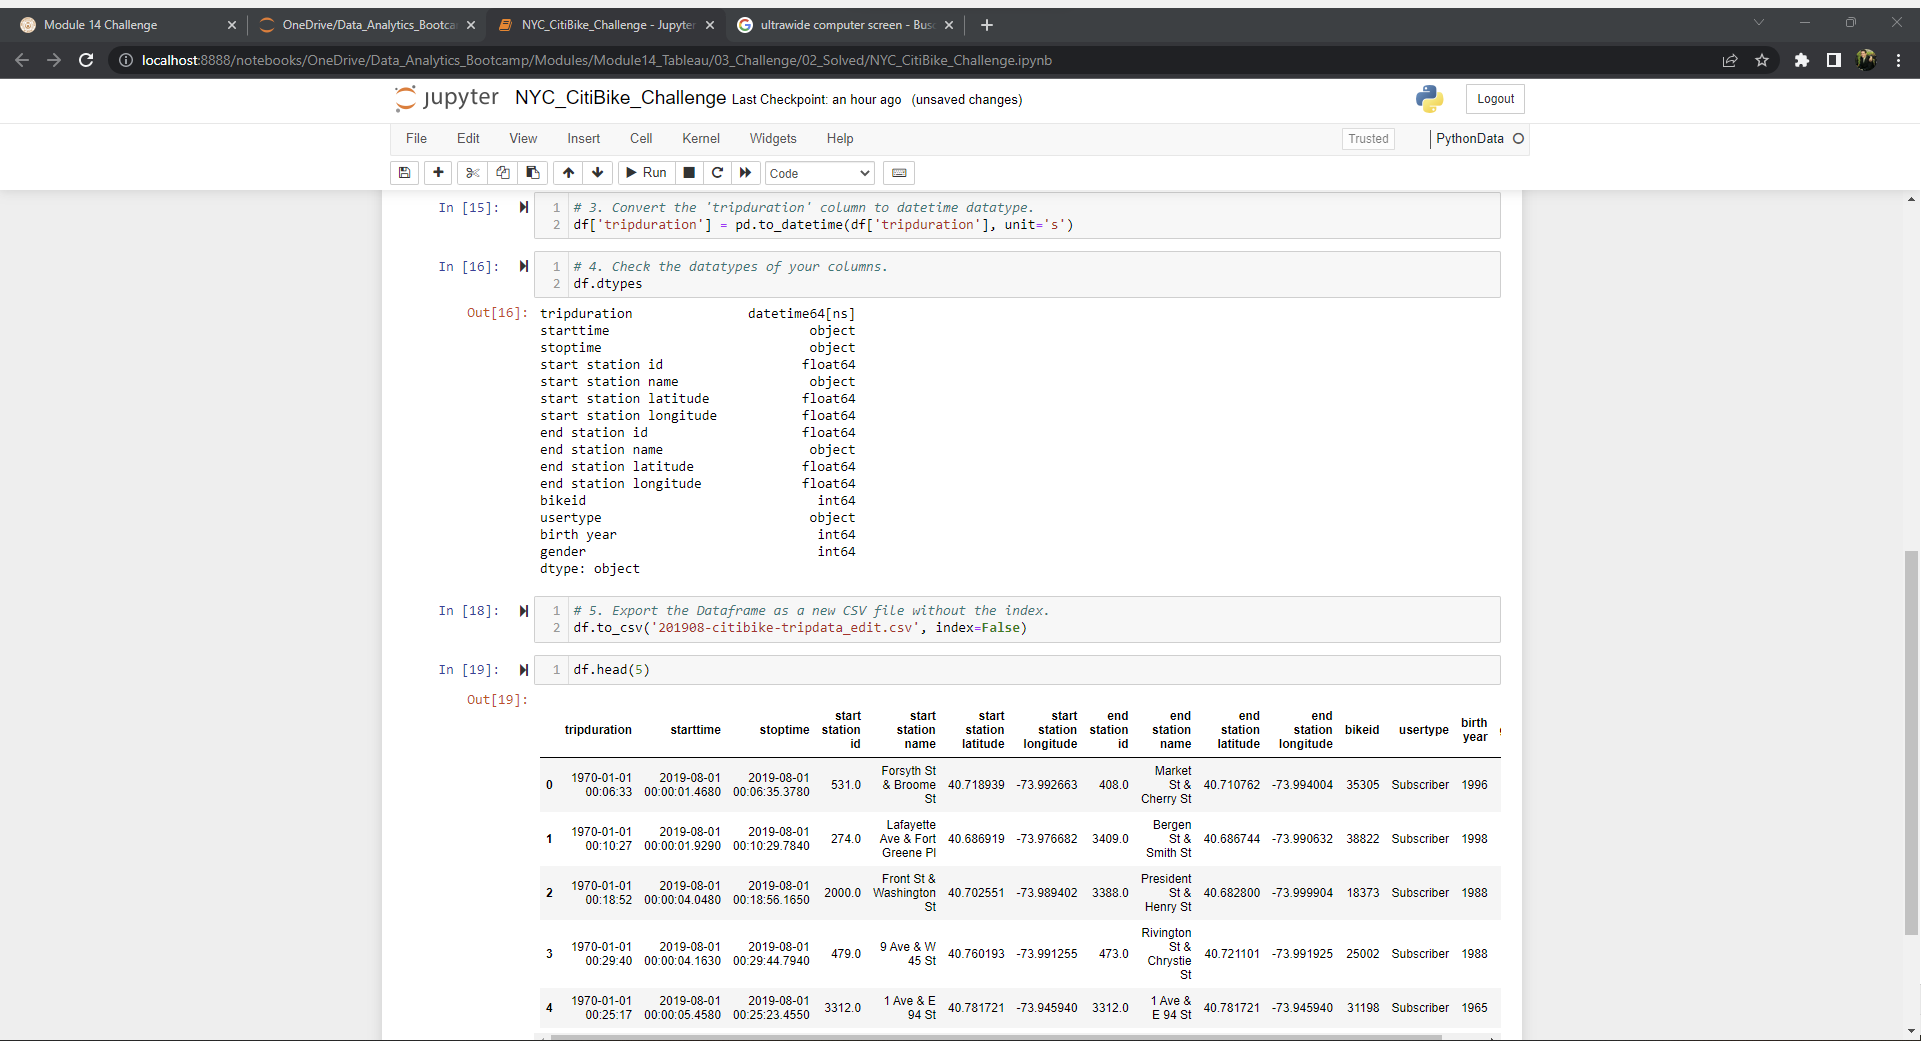 Module 14 Challenge
OneDrive/Data_Analytics_Bootca
NYC_CitiBike_Challenge - Jupyter
ultrawide computer screen - Bus
localhost:8888/notebooks/OneDrive/Data_Analytics_Bootcamp/Modules/Module14_Tableau/03_Challenge/02_Solved/NYC_CitiBike_Challenge.ipynb
jupyter NYC_CitiBike_Challenge Last Checkpoint: an hour ago (unsaved changes)
Logout
File Edit View Insert Cell Kernel Widgets Help
Trusted
PythonData
Run
Code
In [15]:
1 # 3. Convert the 'tripduration' column to datetime datatype.
2 df['tripduration'] = pd.to_datetime(df['tripduration'], unit='s')
In [16]:
1 # 4. Check the datatypes of your columns.
2 df.dtypes
Out[16]:
tripduration datetime64[ns]
starttime object
stoptime object
start station id float64
start station name object
start station latitude float64
start station longitude float64
end station id float64
end station name object
end station latitude float64
end station longitude float64
bikeid int64
usertype object
birth year int64
gender int64
dtype: object
In [18]:
1 # 5. Export the Dataframe as a new CSV file without the index.
2 df.to_csv('201908-citibike-tripdata_edit.csv', index=False)
In [19]:
1 df.head(5)
Out[19]:
tripduration starttime stoptime start station id start station name start station latitude start station longitude end station id end station name end station latitude end station longitude bikeid usertype birth year
0 1970-01-01 00:06:33 2019-08-01 00:00:01.4680 2019-08-01 00:06:35.3780 531.0 Forsyth St & Broome St 40.718939 -73.992663 408.0 Market St & Cherry St 40.710762 -73.994004 35305 Subscriber 1996
1 1970-01-01 00:10:27 2019-08-01 00:00:01.9290 2019-08-01 00:10:29.7840 274.0 Lafayette Ave & Fort Greene Pl 40.686919 -73.976682 3409.0 Bergen St & Smith St 40.686744 -73.990632 38822 Subscriber 1998
2 1970-01-01 00:18:52 2019-08-01 00:00:04.0480 2019-08-01 00:18:56.1650 2000.0 Front St & Washington St 40.702551 -73.989402 3388.0 President St & Henry St 40.682800 -73.999904 18373 Subscriber 1988
3 1970-01-01 00:29:40 2019-08-01 00:00:04.1630 2019-08-01 00:29:44.7940 479.0 9 Ave & W 45 St 40.760193 -73.991255 473.0 Rivington St & Chrystie St 40.721101 -73.991925 25002 Subscriber 1988
4 1970-01-01 00:25:17 2019-08-01 00:00:05.4580 2019-08-01 00:25:23.4550 3312.0 1 Ave & E 94 St 40.781721 -73.945940 3312.0 1 Ave & E 94 St 40.781721 -73.945940 31198 Subscriber 1965